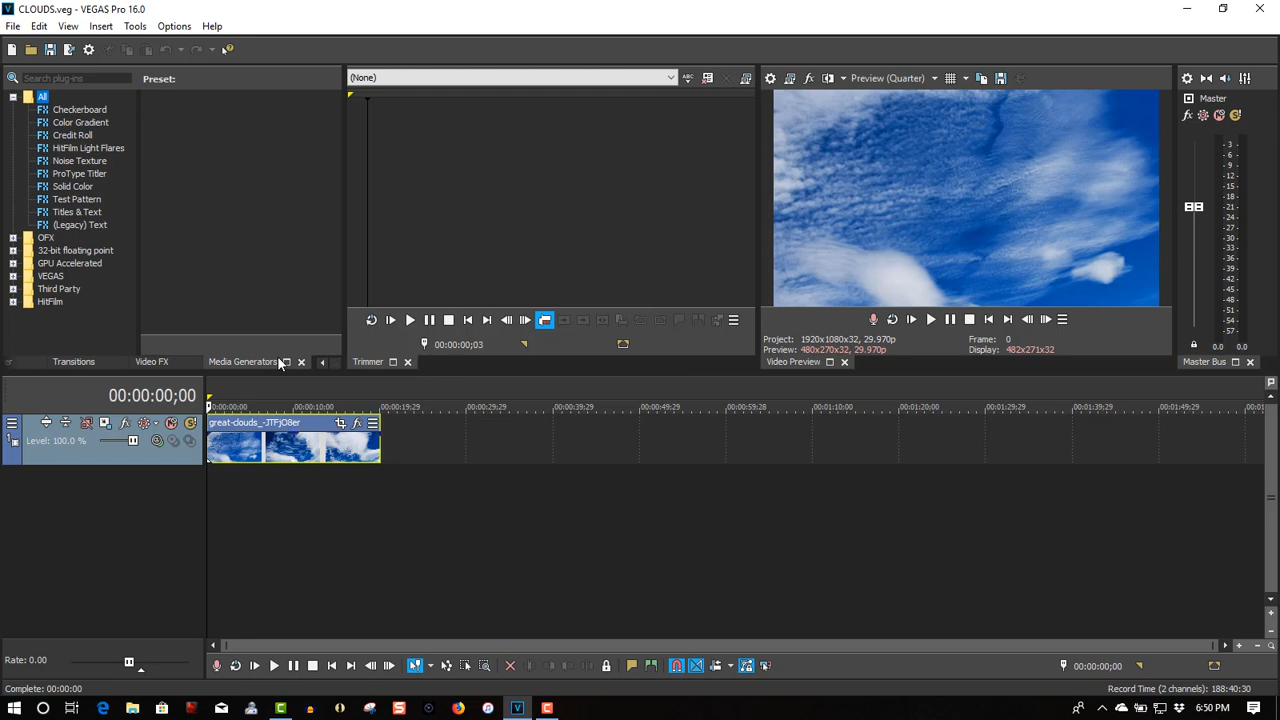 CLOUDS.veg - VEGAS Pro 16.0
File Edit View Insert Tools Options Help
Search plug-ins
Preset:
(None)
Preview (Quarter)
All
Checkerboard
Color Gradient
Credit Roll
HitFilm Light Flares
Noise Texture
ProType Titler
Solid Color
Test Pattern
Titles & Text
(Legacy) Text
OFX
32-bit floating point
GPU Accelerated
VEGAS
Third Party
HitFilm
Master
-3
-6
-9
-12
-15
-18
-21
-24
-27
-30
-33
-36
-39
-42
-45
-48
-51
-54
-57
0.0 0.0
00:00:00;03
Project: 1920x1080x32, 29.970p
Preview: 480x270x32, 29.970p
Frame: 0
Display: 482x271x32
Transitions
Video FX
Media Generators
Trimmer
Video Preview
Master Bus
00:00:00;00
00:00:00;00 00:00:10;00 00:00:19;29 00:00:29;29 00:00:39;29 00:00:49;29 00:00:59;28 00:01:10;00 00:01:20;00 00:01:29;29 00:01:39;29 00:01:49;29
1
Level: 100.0 %
great-clouds_-JTFjO8er
Rate: 0.00
00:00:00;00
Complete: 00:00:00
Record Time (2 channels): 188:40:30
6:50 PM